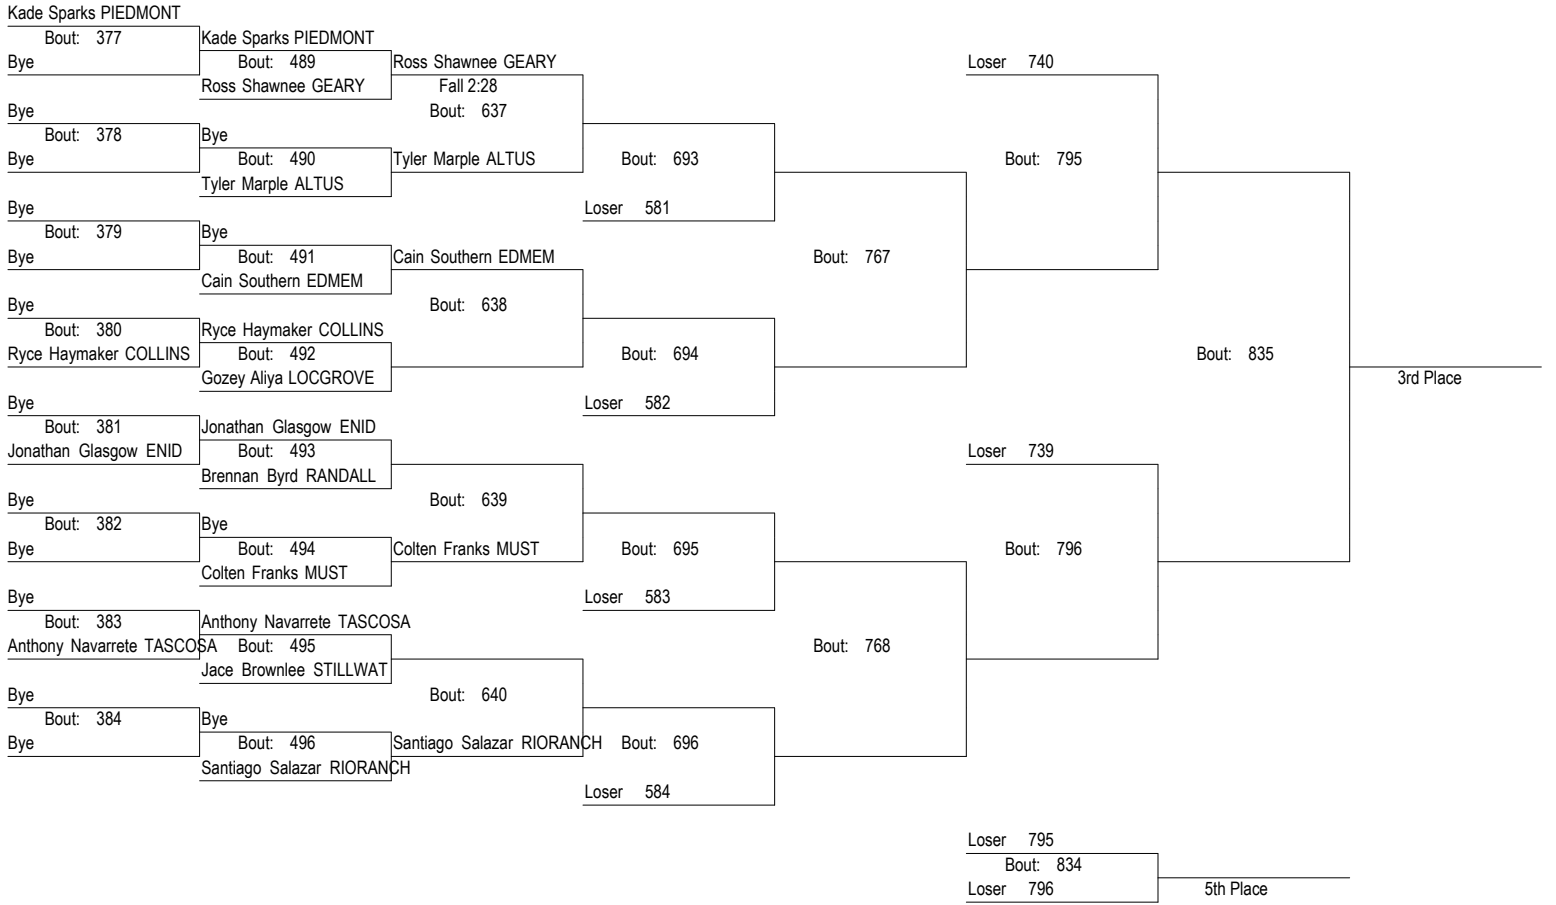 Kade Sparks PIEDMONT
Bout: 377
Kade Sparks PIEDMONT
Bye
Bout: 489
Ross Shawnee GEARY
Loser 740
Ross Shawnee GEARY
Fall 2:28
Bye
Bout: 637
Bout: 378
Bye
Bye
Bout: 490
Tyler Marple ALTUS
Bout: 693
Bout: 795
Tyler Marple ALTUS
Bye
Loser 581
Bout: 379
Bye
Bye
Bout: 491
Cain Southern EDMEM
Bout: 767
Cain Southern EDMEM
Bye
Bout: 638
Bout: 380
Ryce Haymaker COLLINS
Ryce Haymaker COLLINS
Bout: 492
Bout: 694
Bout: 835
Gozey Aliya LOCGROVE
3rd Place
Bye
Loser 582
Bout: 381
Jonathan Glasgow ENID
Jonathan Glasgow ENID
Bout: 493
Loser 739
Brennan Byrd RANDALL
Bye
Bout: 639
Bout: 382
Bye
Bye
Bout: 494
Colten Franks MUST
Bout: 695
Bout: 796
Colten Franks MUST
Bye
Loser 583
Bout: 383
Anthony Navarrete TASCOSA
Anthony Navarrete TASCOSA
Bout: 495
Bout: 768
Jace Brownlee STILLWAT
Bye
Bout: 640
Bout: 384
Bye
Bye
Bout: 496
Santiago Salazar RIORANCH
Bout: 696
Santiago Salazar RIORANCH
Loser 584
Loser 795
Bout: 834
Loser 796
5th Place